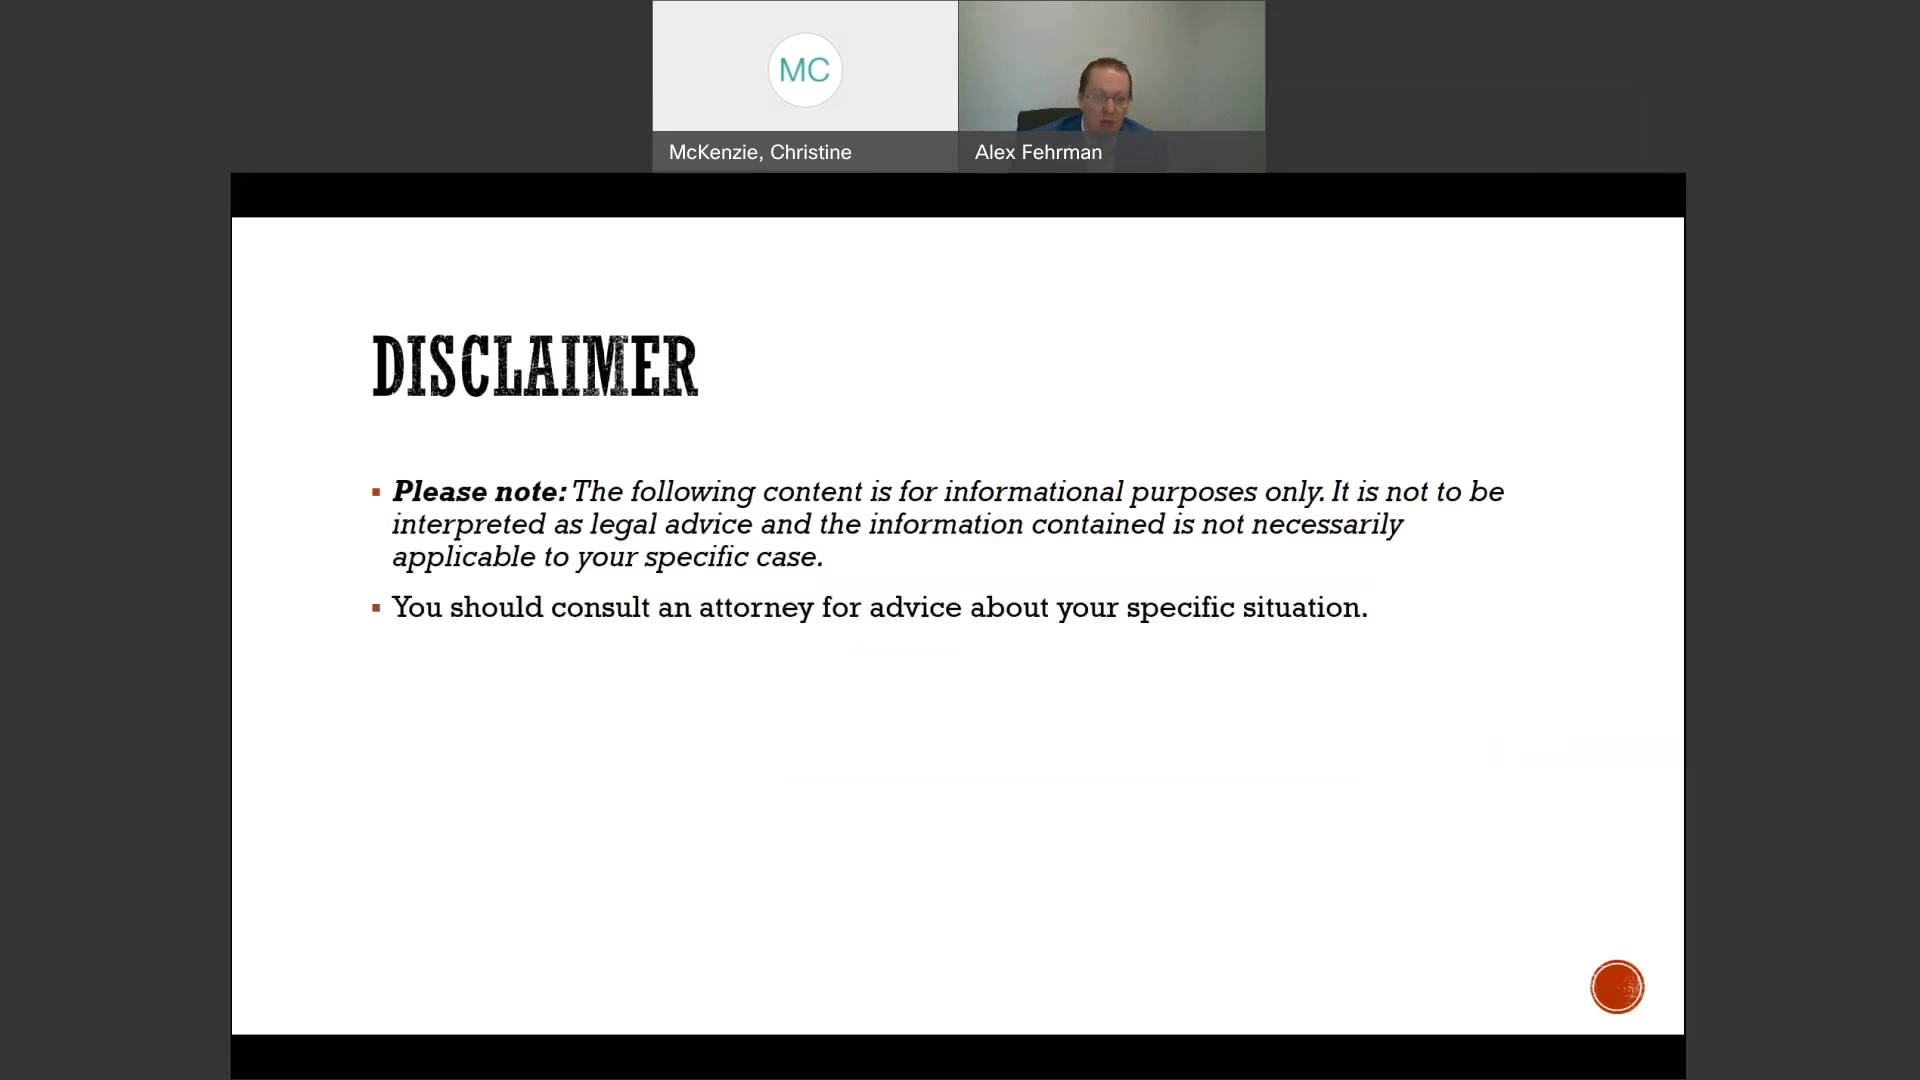 MC
McKenzie, Christine
Alex Fehrman
DISCLAIMER
▪ Please note: The following content is for informational purposes only. It is not to be
interpreted as legal advice and the information contained is not necessarily
applicable to your specific case.
▪ You should consult an attorney for advice about your specific situation.